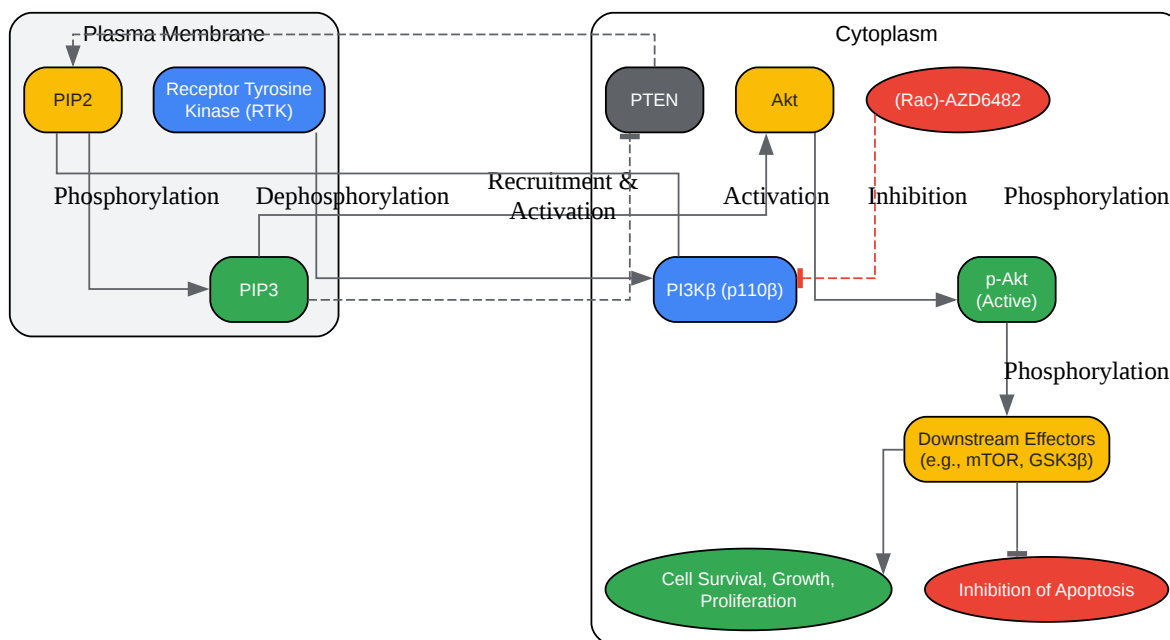 Plasma Membrane
Cytoplasm
PIP2
Receptor Tyrosine
Kinase (RTK)
PTEN
Akt
(Rac)-AZD6482
Phosphorylation
Dephosphorylation
Recruitment &
Activation
Activation
Inhibition
Phosphorylation
PIP3
PI3Kβ (p110β)
p-Akt
(Active)
Phosphorylation
Downstream Effectors
(e.g., mTOR, GSK3β)
Cell Survival, Growth,
Proliferation
Inhibition of Apoptosis